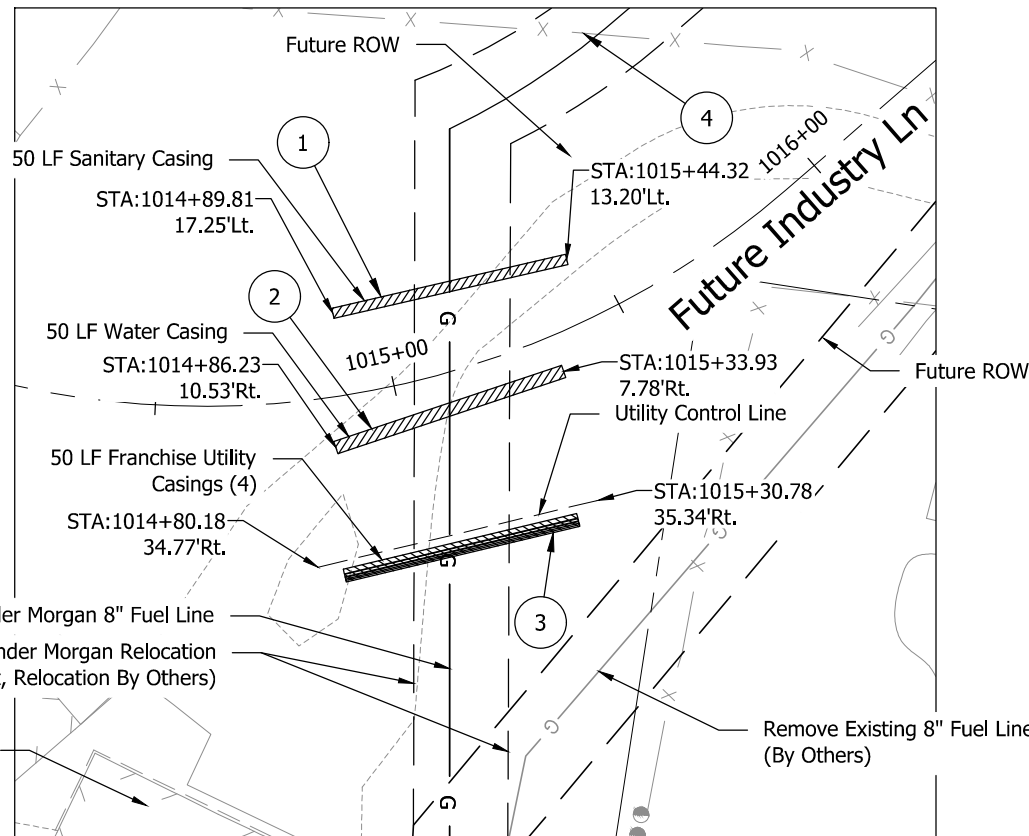 Future ROW
4
1
50 LF Sanitary Casing
STA:1014+89.81
17.25'Lt.
STA:1015+44.32
13.20'Lt.
1016+00
Future Industry Ln
2
50 LF Water Casing
STA:1014+86.23
10.53'Rt.
1015+00
G
STA:1015+33.93
7.78'Rt.
Utility Control Line
Future ROW
G
50 LF Franchise Utility
Casings (4)
STA:1014+80.18
34.77'Rt.
STA:1015+30.78
35.34'Rt.
G
G
3
der Morgan 8" Fuel Line
nder Morgan Relocation
, Relocation By Others)
G
Remove Existing 8" Fuel Line
(By Others)
G